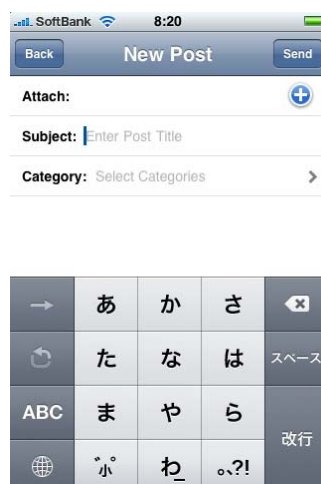 SoftBank 8:20
Back New Post Send
Attach:
Subject: Enter Post Title
Category: Select Categories
→ あ か さ
た な は スペース
ABC ま や ら 改行
゛゜小 わ_ 。、?!